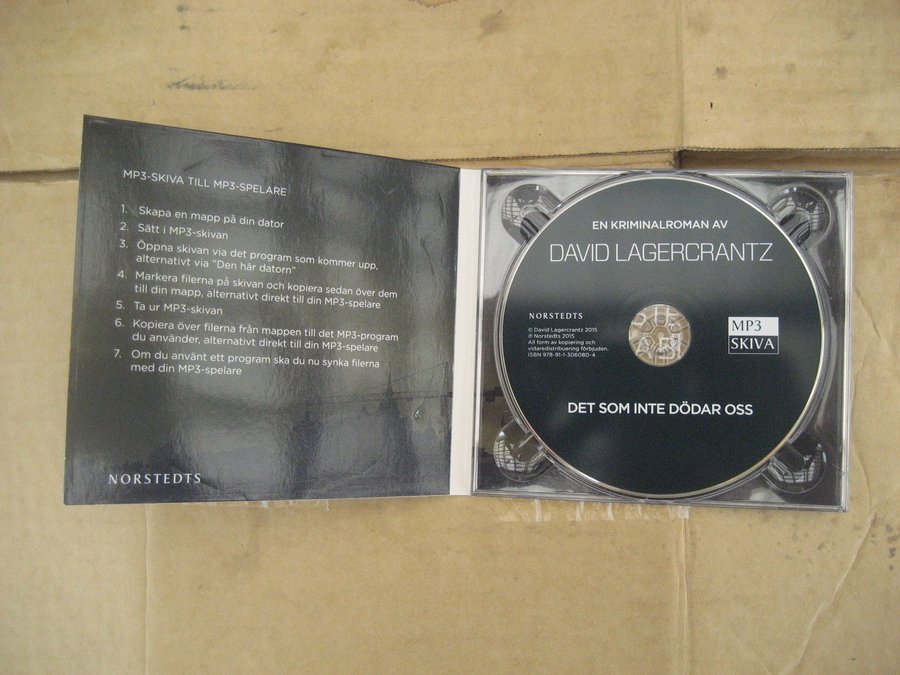 MP3-SKIVA TILL MP3-SPELARE
1. Skapa en mapp på din dator
2. Sätt i MP3-skivan
3. Öppna skivan via det program som kommer upp,
alternativt via "Den här datorn"
4. Markera filerna på skivan och kopiera sedan över dem
till din mapp, alternativt direkt till din MP3-spelare
5. Ta ur MP3-skivan
6. Kopiera över filerna från mappen till det MP3-program
du använder, alternativt direkt till din MP3-spelare
7. Om du använt ett program ska du nu synka filerna
med din MP3-spelare
NORSTEDTS
EN KRIMINALROMAN AV
DAVID LAGERCRANTZ
NORSTEDTS
© David Lagercrantz 2015
℗ Norstedts 2015
All form av kopiering och
vidaredistribuering förbjuden.
ISBN 978-91-1-306080-4
MP3
SKIVA
DET SOM INTE DÖDAR OSS